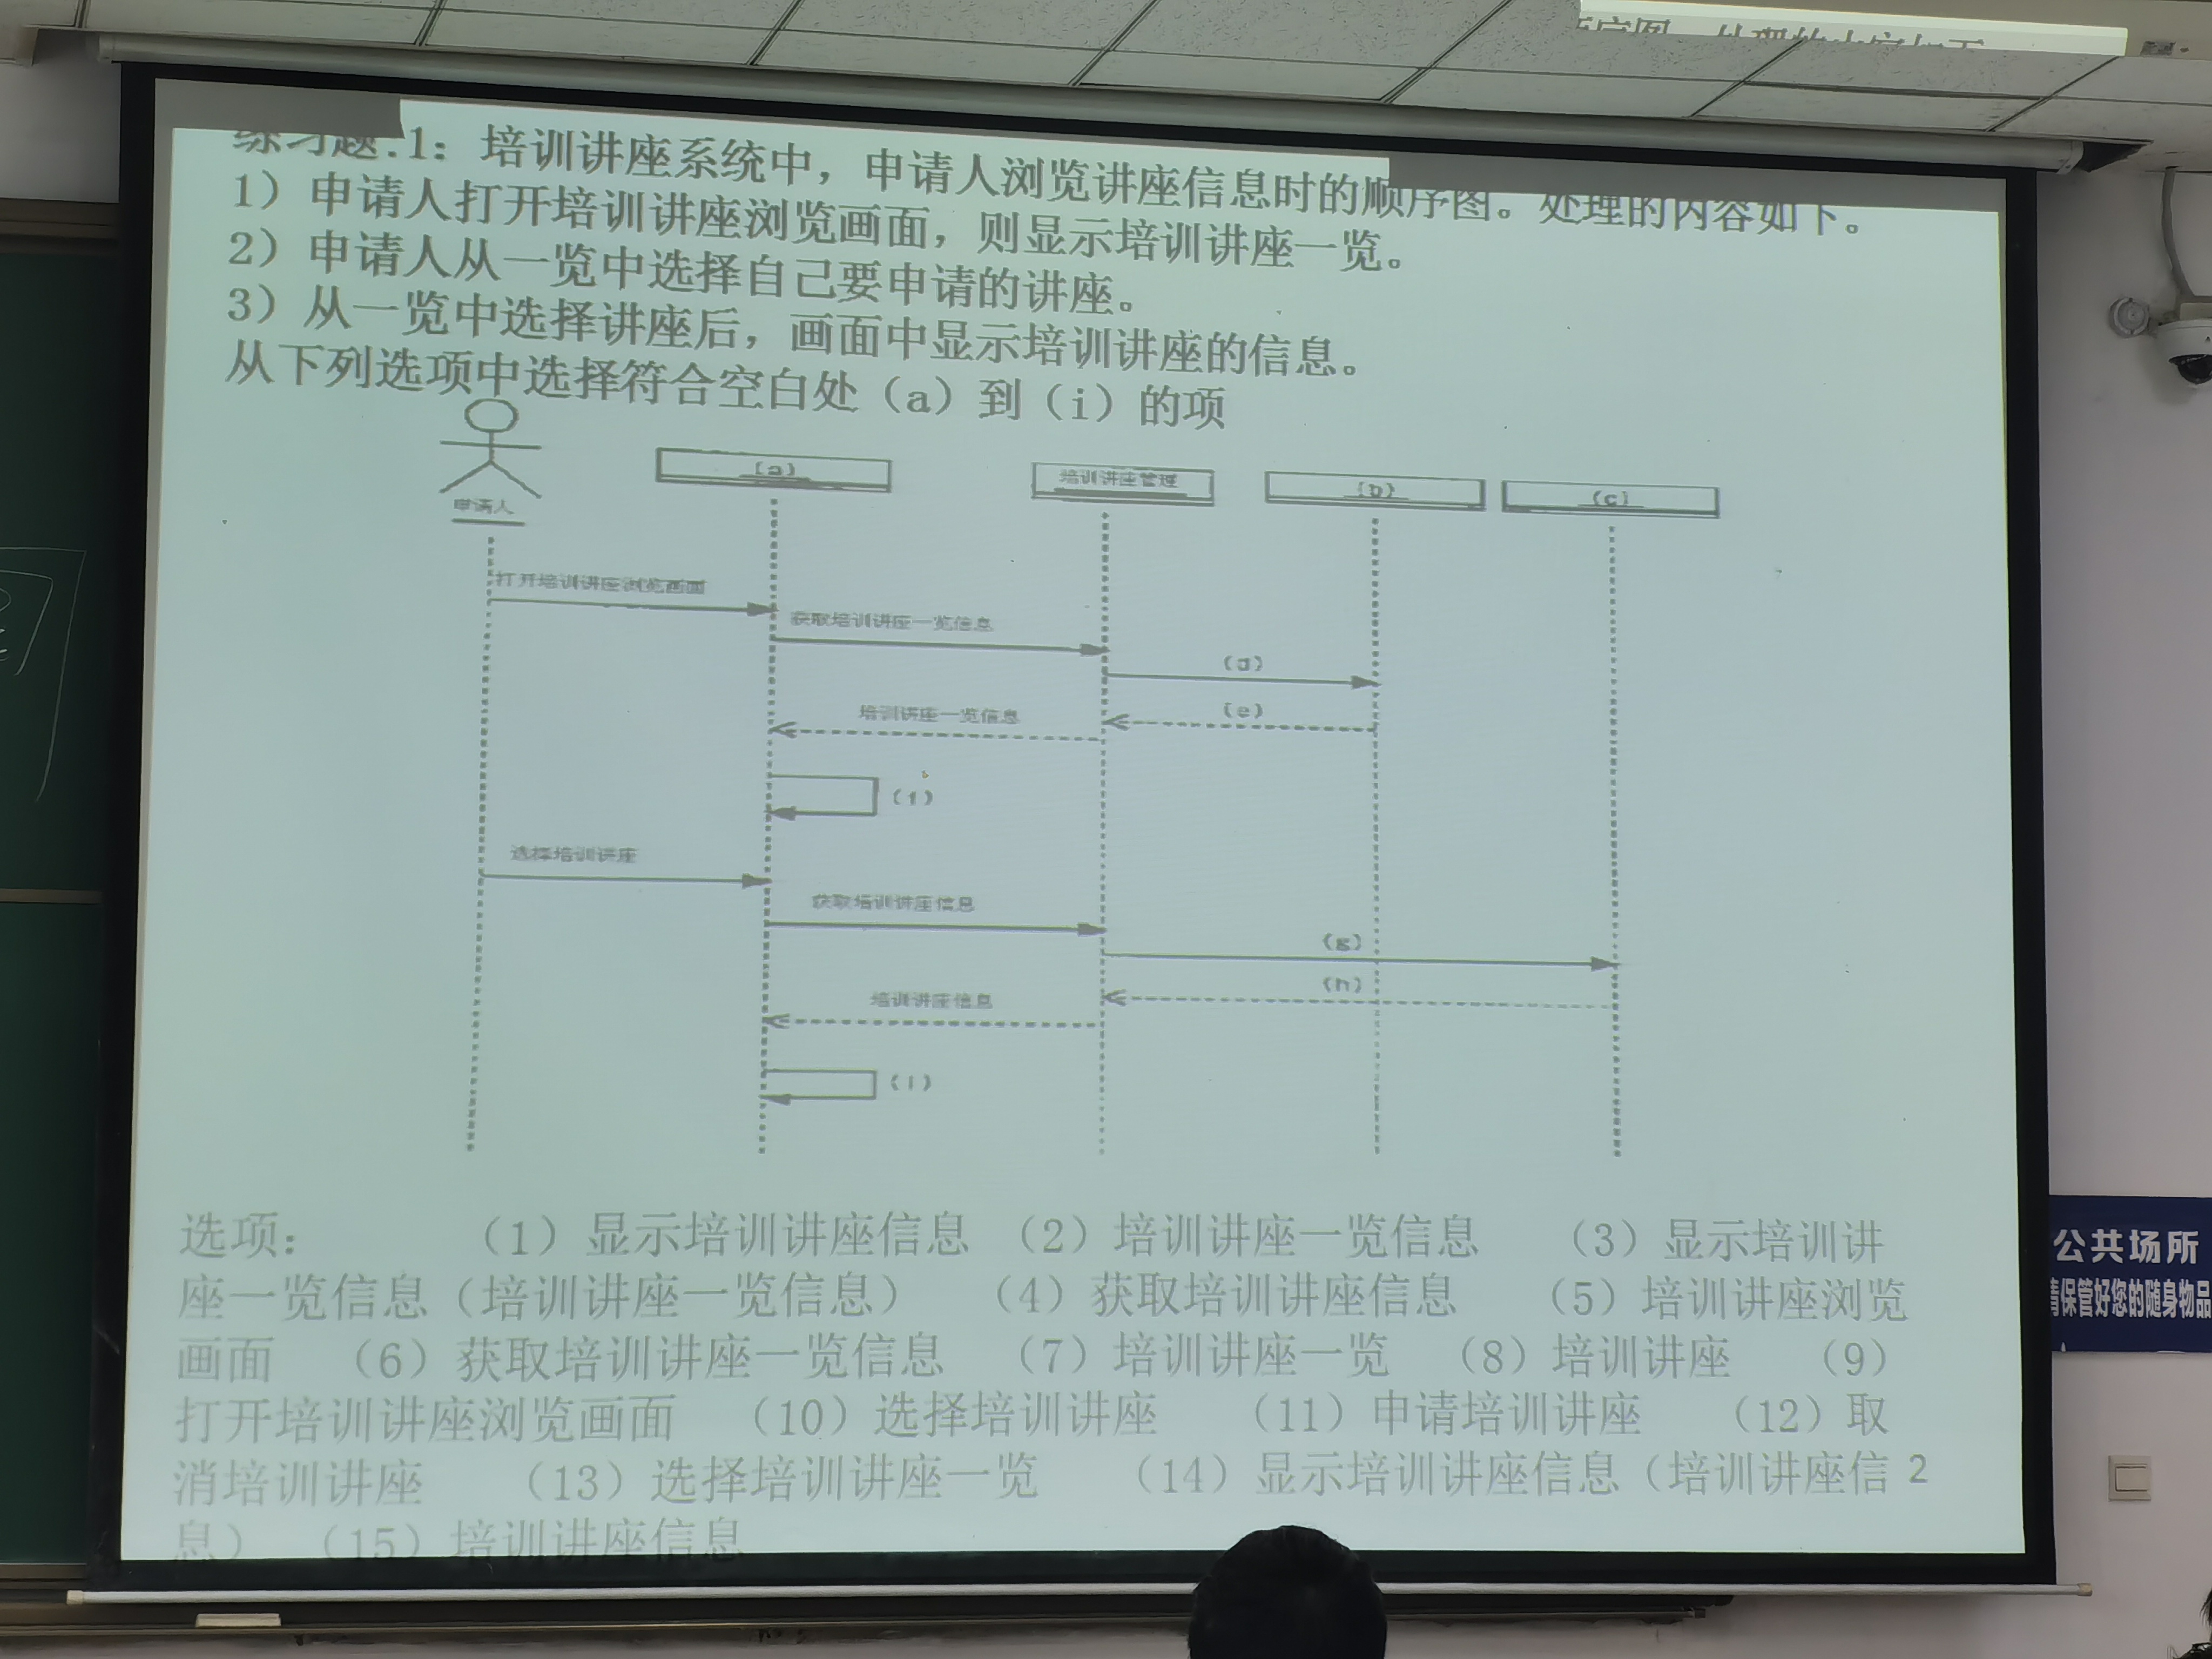 练习题.1：培训讲座系统中，申请人浏览讲座信息时的顺序图。处理的内容如下。
1）申请人打开培训讲座浏览画面，则显示培训讲座一览。
2）申请人从一览中选择自己要申请的讲座。
3）从一览中选择讲座后，画面中显示培训讲座的信息。
从下列选项中选择符合空白处（a）到（i）的项
申请人
(a)
培训讲座管理
(b)
(c)
打开培训讲座浏览画面
获取培训讲座一览信息
(d)
(e)
培训讲座一览信息
(f)
选择培训讲座
获取培训讲座信息
(g)
(h)
培训讲座信息
(i)
选项： （1）显示培训讲座信息 （2）培训讲座一览信息 （3）显示培训讲
座一览信息（培训讲座一览信息） （4）获取培训讲座信息 （5）培训讲座浏览
画面 （6）获取培训讲座一览信息 （7）培训讲座一览 （8）培训讲座 （9）
打开培训讲座浏览画面 （10）选择培训讲座 （11）申请培训讲座 （12）取
消培训讲座 （13）选择培训讲座一览 （14）显示培训讲座信息（培训讲座信
息） （15）培训讲座信息
2
公共场所
请保管好您的随身物品